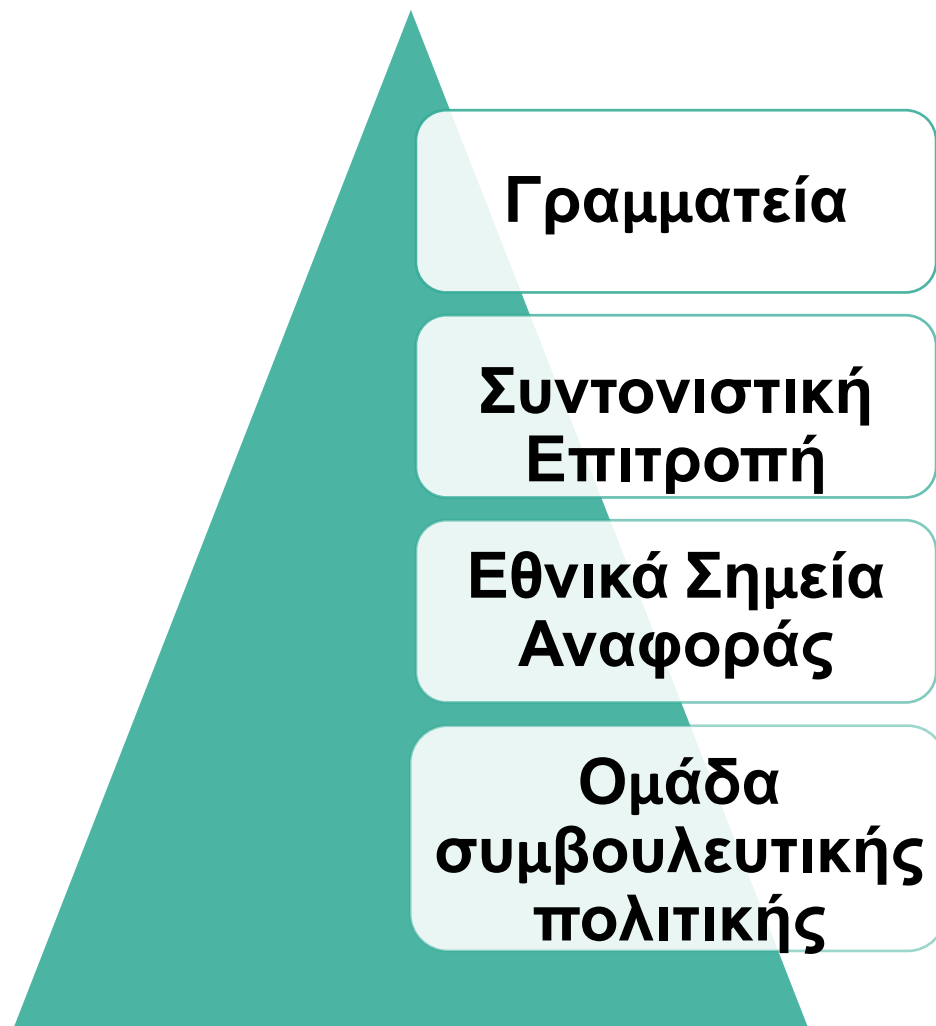 Γραμματεία
Συντονιστική
Επιτροπή
Εθνικά Σημεία
Αναφοράς
Ομάδα
συμβουλευτικής
πολιτικής